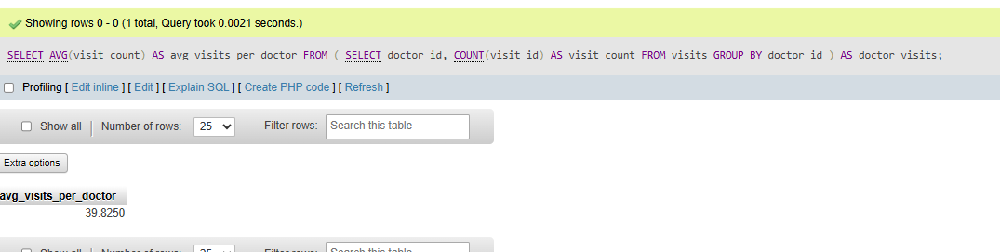 Showing rows 0 - 0 (1 total, Query took 0.0021 seconds.)
SELECT AVG(visit_count) AS avg_visits_per_doctor FROM ( SELECT doctor_id, COUNT(visit_id) AS visit_count FROM visits GROUP BY doctor_id ) AS doctor_visits;
Profiling [ Edit inline ] [ Edit ] [ Explain SQL ] [ Create PHP code ] [ Refresh ]
Show all | Number of rows: 25 Filter rows: Search this table
Extra options
avg_visits_per_doctor
39.8250
Show all | Number of rows: 25 Filter rows: Search this table